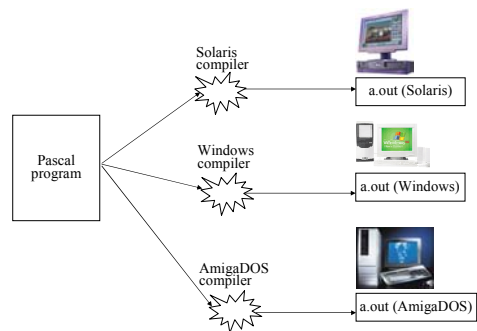 Solaris
compiler
a.out (Solaris)
Pascal
program
Windows
compiler
a.out (Windows)
AmigaDOS
compiler
a.out (AmigaDOS)